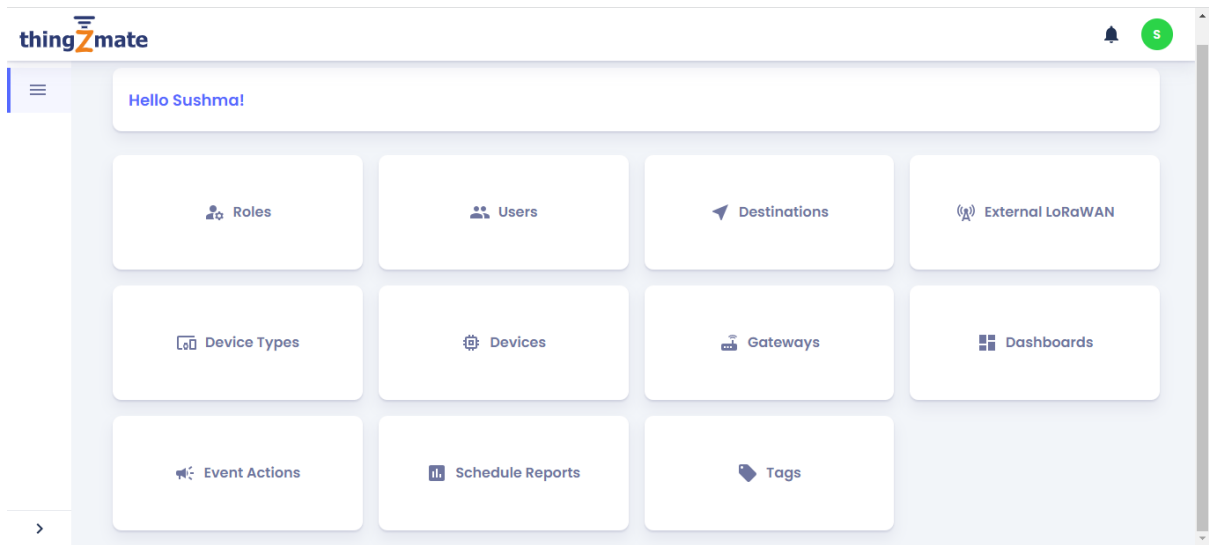 thingZmate
S
Hello Sushma!
Roles
Users
Destinations
External LoRaWAN
Device Types
Devices
Gateways
Dashboards
Event Actions
Schedule Reports
Tags